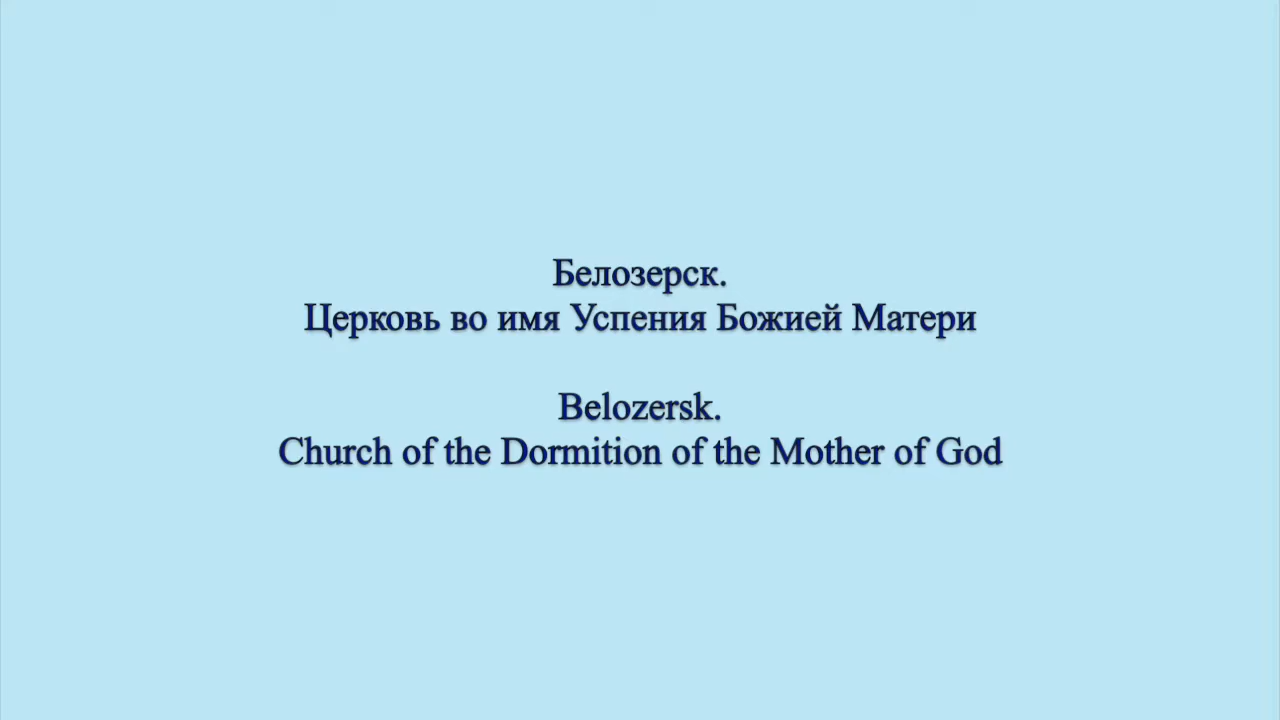 Белозерск.
Церковь во имя Успения Божией Матери
Belozersk.
Church of the Dormition of the Mother of God